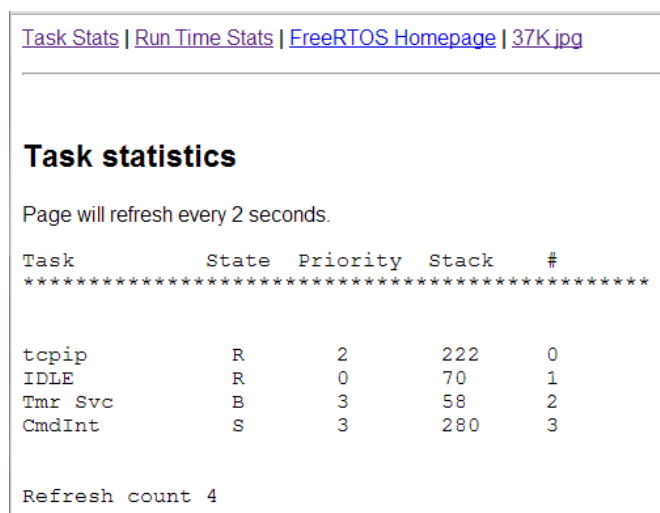 Task Stats | Run Time Stats | FreeRTOS Homepage | 37K jpg
Task statistics
Page will refresh every 2 seconds.
Task State Priority Stack #
************************************************
tcpip R 2 222 0
IDLE R 0 70 1
Tmr Svc B 3 58 2
CmdInt S 3 280 3
Refresh count 4